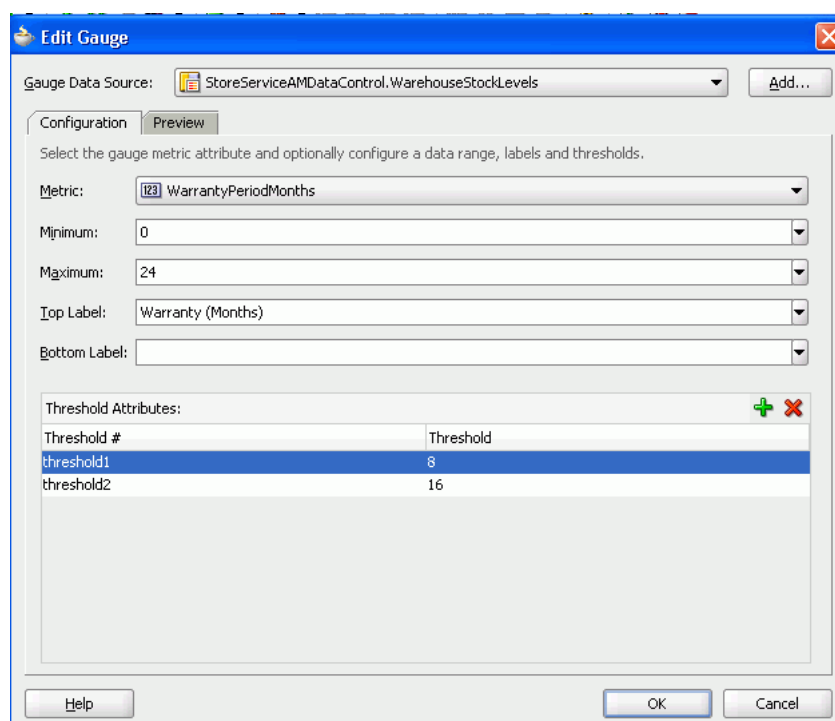 Edit Gauge
Gauge Data Source: StoreServiceAMDataControl.WarehouseStockLevels Add...
Configuration Preview
Select the gauge metric attribute and optionally configure a data range, labels and thresholds.
Metric: 123 WarrantyPeriodMonths
Minimum: 0
Maximum: 24
Top Label: Warranty (Months)
Bottom Label:
Threshold Attributes:
Threshold # Threshold
threshold1 8
threshold2 16
Help OK Cancel